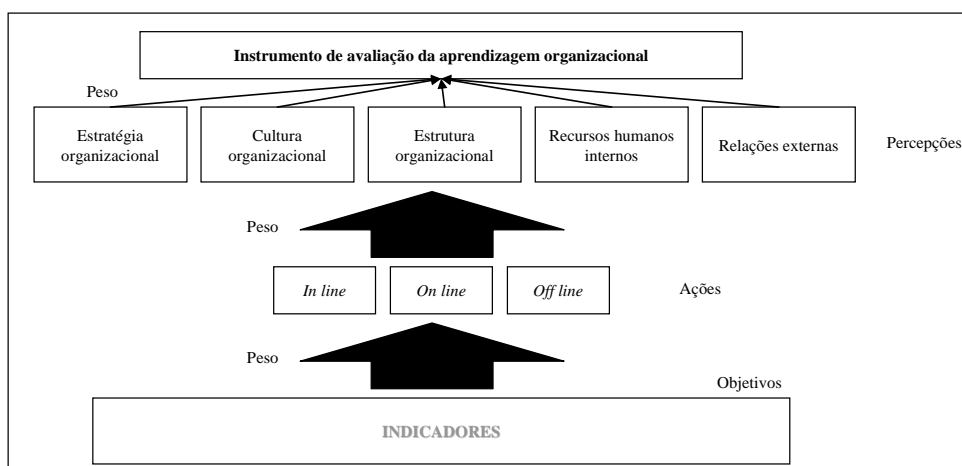 Instrumento de avaliação da aprendizagem organizacional
Peso
Estratégia
organizacional
Cultura
organizacional
Estrutura
organizacional
Recursos humanos
internos
Relações externas
Percepções
Peso
In line
On line
Off line
Ações
Peso
Objetivos
INDICADORES